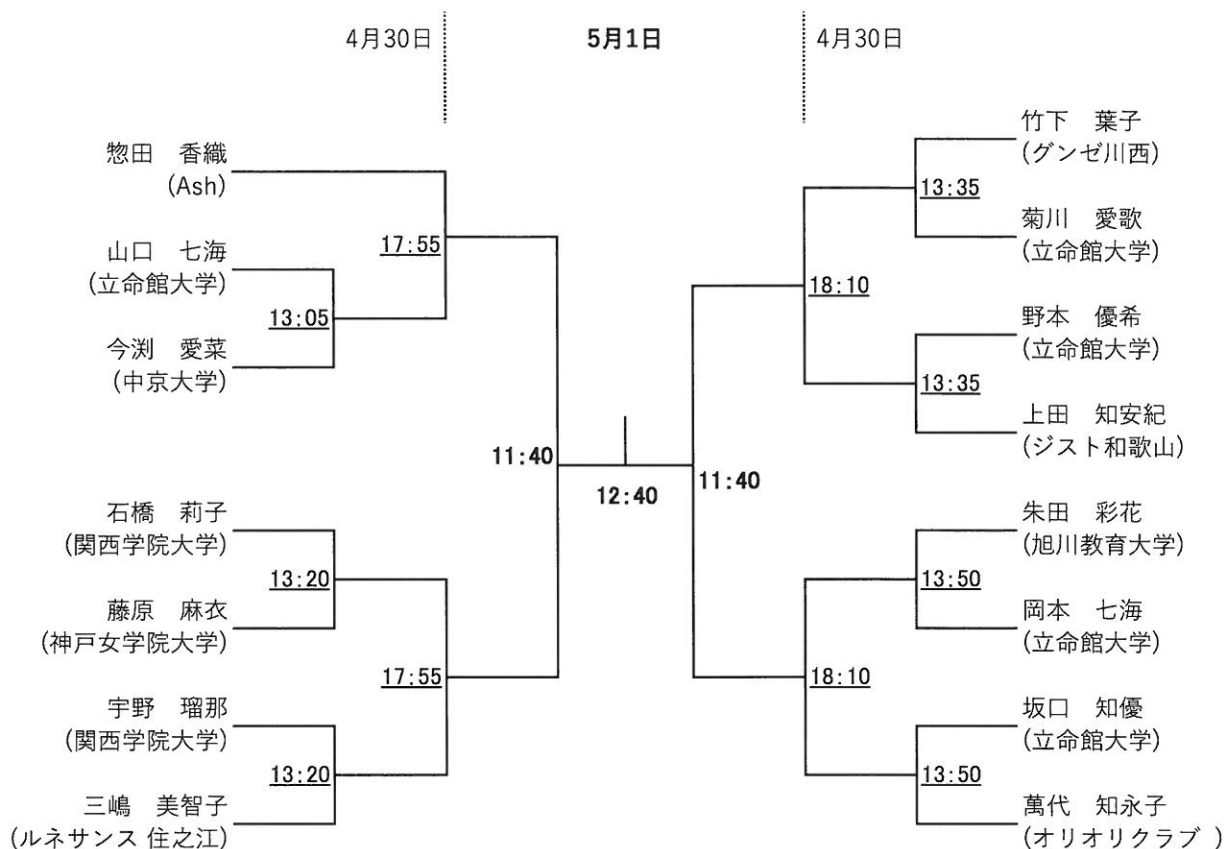 4月30日
5月1日
4月30日
惣田 香織
(Ash)
山口 七海
(立命館大学)
今渕 愛菜
(中京大学)
17:55
13:05
石橋 莉子
(関西学院大学)
藤原 麻衣
(神戸女学院大学)
宇野 瑠那
(関西学院大学)
三嶋 美智子
(ルネサンス 住之江)
13:20
17:55
13:20
11:40
12:40
11:40
竹下 葉子
(グンゼ川西)
菊川 愛歌
(立命館大学)
野本 優希
(立命館大学)
上田 知安紀
(ジスト和歌山)
13:35
18:10
13:35
朱田 彩花
(旭川教育大学)
岡本 七海
(立命館大学)
坂口 知優
(立命館大学)
萬代 知永子
(オリオリクラブ )
13:50
18:10
13:50